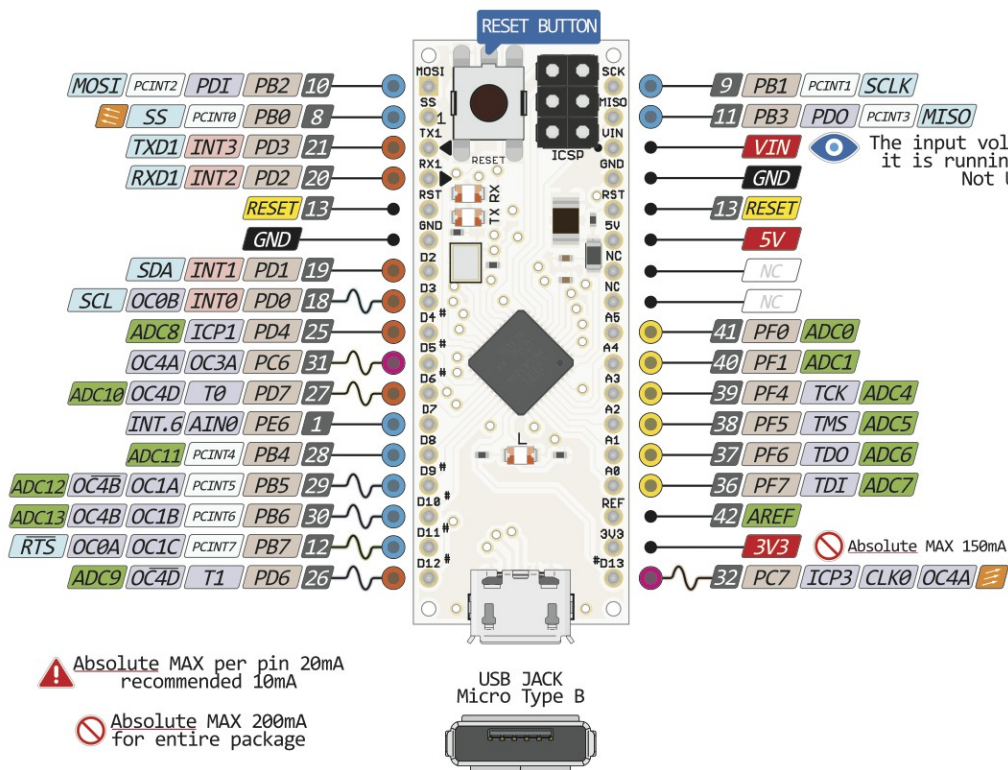 RESET BUTTON
MOSI PCINT2 PDI PB2 10
SS PCINT0 PB0 8
TXD1 INT3 PD3 21
RXD1 INT2 PD2 20
RESET 13
GND
SDA INT1 PD1 19
SCL OC0B INT0 PD0 18
ADC8 ICP1 PD4 25
OC4A OC3A PC6 31
ADC10 OC4D T0 PD7 27
INT.6 AIN0 PE6 1
ADC11 PCINT4 PB4 28
ADC12 O̅C̅4̅B̅ OC1A PCINT5 PB5 29
ADC13 OC4B OC1B PCINT6 PB6 30
R̅T̅S̅ OC0A OC1C PCINT7 PB7 12
ADC9 O̅C̅4̅D̅ T1 PD6 26
MOSI
SS
1
TX1
RX1
RST
GND
D2
D3
D4 #
D5 #
D6 #
D7
D8
D9 #
D10 #
D11 #
D12
RESET
TX RX
ICSP
L
SCK
MISO
VIN
GND
RST
5V
NC
NC
A5
A4
A3
A2
A1
A0
REF
3V3
#D13
9 PB1 PCINT1 SCLK
11 PB3 PDO PCINT3 MISO
VIN The input vol
it is runnin
Not U
GND
13 RESET
5V
NC
NC
41 PF0 ADC0
40 PF1 ADC1
39 PF4 TCK ADC4
38 PF5 TMS ADC5
37 PF6 TDO ADC6
36 PF7 TDI ADC7
42 AREF
3V3 Absolute MAX 150mA
32 PC7 ICP3 CLK0 OC4A
Absolute MAX per pin 20mA
recommended 10mA
Absolute MAX 200mA
for entire package
USB JACK
Micro Type B